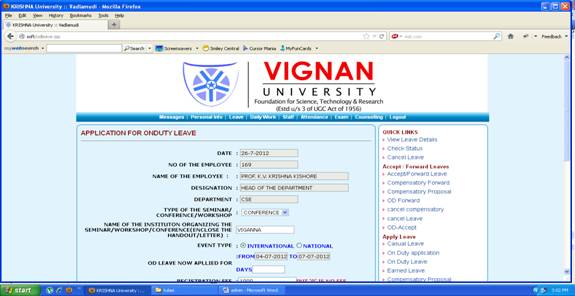 KRISHNA University :: Vadlamudi - Mozilla Firefox
File Edit View History Bookmarks Tools Help
KRISHNA University :: Vadlamudi
mywebsearch Search Screensavers Smiley Central Cursor Mania MyFunCards Feedback
VIGNAN
UNIVERSITY
Foundation for Science, Technology & Research
(Estd u/s 3 of UGC Act of 1956)
Messages | Personal Info | Leave | Daily Work | Staff | Attendance | Exam | Counseling | Logout
APPLICATION FOR ONDUTY LEAVE
DATE : 26-7-2012
NO OF THE EMPLOYEE : 169
NAME OF THE EMPLOYEE : PROF. K.V. KRISHNA KISHORE
DESIGNATION : HEAD OF THE DEPARTMENT
DEPARTMENT : CSE
TYPE OF THE SEMINAR/
CONFERENCE/WORKSHOP : CONFERENCE
NAME OF THE INSTITUTON ORGANIZING THE
SEMINAR/WORKSHOP/CONFERENCE(ENCLOSE THE
HANDOUT/LETTER) : VIGANNA
EVENT TYPE : INTERNATIONAL NATIONAL
:FROM 04-07-2012 TO 07-07-2012
OD LEAVE NOW APLLIED FOR
DAYS
REGISTRATION FEE : 1000
QUICK LINKS
View Leave Details
Check Status
Cancel Leave
Accept - Forward Leaves
Accept/Forward Leave
Compensatory Forward
Compensatory Proposal
OD Forward
cancel compensatory
cancel Leave
OD-Accept
Apply Leave
Casual Leave
On Duty application
On Duty Leave
Earned Leave
start KRISHNA University :: ... admin - Microsoft Word 5:02 PM